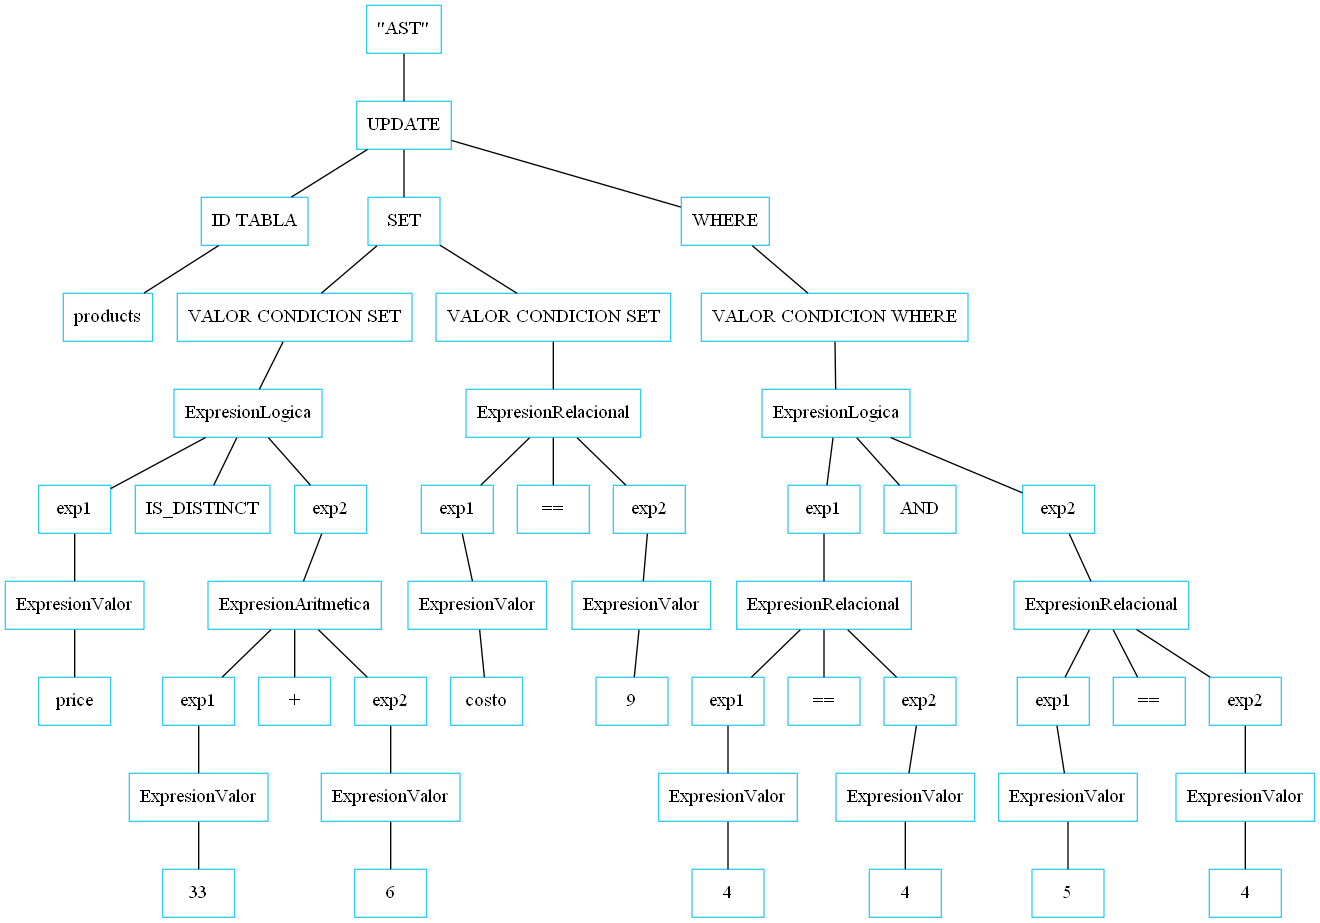 "AST"
UPDATE
ID TABLA
SET
WHERE
products
VALOR CONDICION SET
VALOR CONDICION SET
VALOR CONDICION WHERE
ExpresionLogica
ExpresionRelacional
ExpresionLogica
exp1
IS_DISTINCT
exp2
exp1
==
exp2
exp1
AND
exp2
ExpresionValor
ExpresionAritmetica
ExpresionValor
ExpresionValor
ExpresionRelacional
ExpresionRelacional
price
exp1
+
exp2
costo
9
exp1
==
exp2
exp1
==
exp2
ExpresionValor
ExpresionValor
ExpresionValor
ExpresionValor
ExpresionValor
ExpresionValor
33
6
4
4
5
4